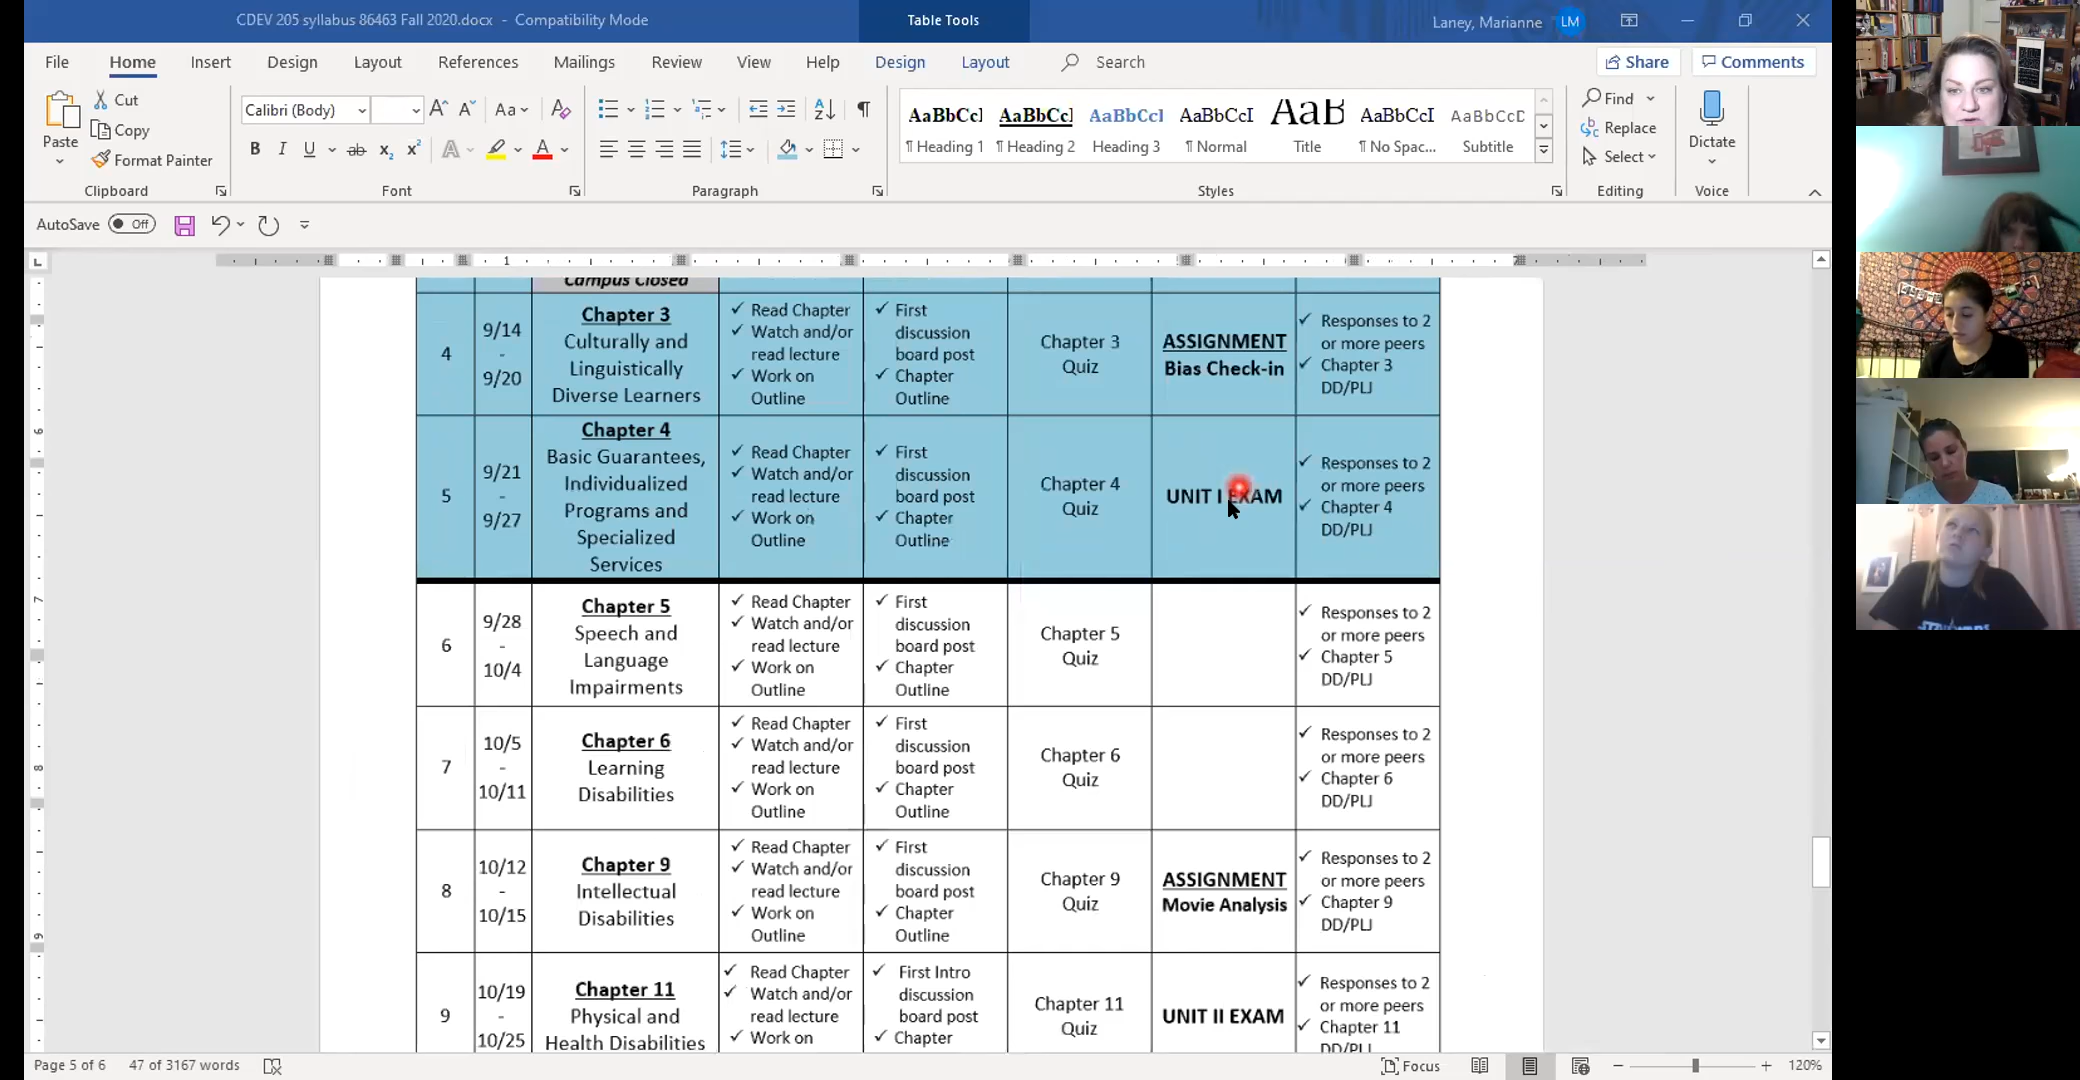 CDEV 205 syllabus 86463 Fall 2020.docx - Compatibility Mode
Table Tools
Laney, Marianne LM
File Home Insert Design Layout References Mailings Review View Help Design Layout Search Share Comments
Paste
Cut
Copy
Format Painter
Calibri (Body)
Aa
B I U ab x₂ x² A A
AaBbCcI AaBbCcI AaBbCcI AaBbCcI AaB AaBbCcI AaBbCcD
¶ Heading 1 ¶ Heading 2 Heading 3 ¶ Normal Title ¶ No Spac... Subtitle
Find
Replace
Select
Dictate
Clipboard Font Paragraph Styles Editing Voice
AutoSave Off
Campus Closed
4
9/14
-
9/20
Chapter 3
Culturally and
Linguistically
Diverse Learners
✓ Read Chapter
✓ Watch and/or
read lecture
✓ Work on
Outline
✓ First
discussion
board post
✓ Chapter
Outline
Chapter 3
Quiz
ASSIGNMENT
Bias Check-in
✓ Responses to 2
or more peers
✓ Chapter 3
DD/PLJ
5
9/21
-
9/27
Chapter 4
Basic Guarantees,
Individualized
Programs and
Specialized
Services
✓ Read Chapter
✓ Watch and/or
read lecture
✓ Work on
Outline
✓ First
discussion
board post
✓ Chapter
Outline
Chapter 4
Quiz
UNIT I EXAM
✓ Responses to 2
or more peers
✓ Chapter 4
DD/PLJ
6
9/28
-
10/4
Chapter 5
Speech and
Language
Impairments
✓ Read Chapter
✓ Watch and/or
read lecture
✓ Work on
Outline
✓ First
discussion
board post
✓ Chapter
Outline
Chapter 5
Quiz
✓ Responses to 2
or more peers
✓ Chapter 5
DD/PLJ
7
10/5
-
10/11
Chapter 6
Learning
Disabilities
✓ Read Chapter
✓ Watch and/or
read lecture
✓ Work on
Outline
✓ First
discussion
board post
✓ Chapter
Outline
Chapter 6
Quiz
✓ Responses to 2
or more peers
✓ Chapter 6
DD/PLJ
8
10/12
-
10/15
Chapter 9
Intellectual
Disabilities
✓ Read Chapter
✓ Watch and/or
read lecture
✓ Work on
Outline
✓ First
discussion
board post
✓ Chapter
Outline
Chapter 9
Quiz
ASSIGNMENT
Movie Analysis
✓ Responses to 2
or more peers
✓ Chapter 9
DD/PLJ
9
10/19
-
10/25
Chapter 11
Physical and
Health Disabilities
✓ Read Chapter
✓ Watch and/or
read lecture
✓ Work on
✓ First Intro
discussion
board post
✓ Chapter
Chapter 11
Quiz
UNIT II EXAM
✓ Responses to 2
or more peers
✓ Chapter 11
DD/PLJ
Page 5 of 6 47 of 3167 words Focus 120%